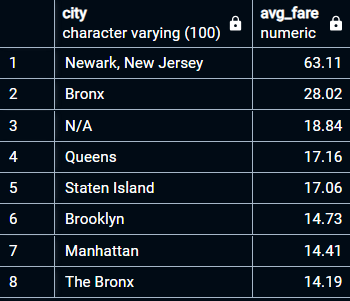 city avg_fare
character varying (100) numeric
1 Newark, New Jersey 63.11
2 Bronx 28.02
3 N/A 18.84
4 Queens 17.16
5 Staten Island 17.06
6 Brooklyn 14.73
7 Manhattan 14.41
8 The Bronx 14.19